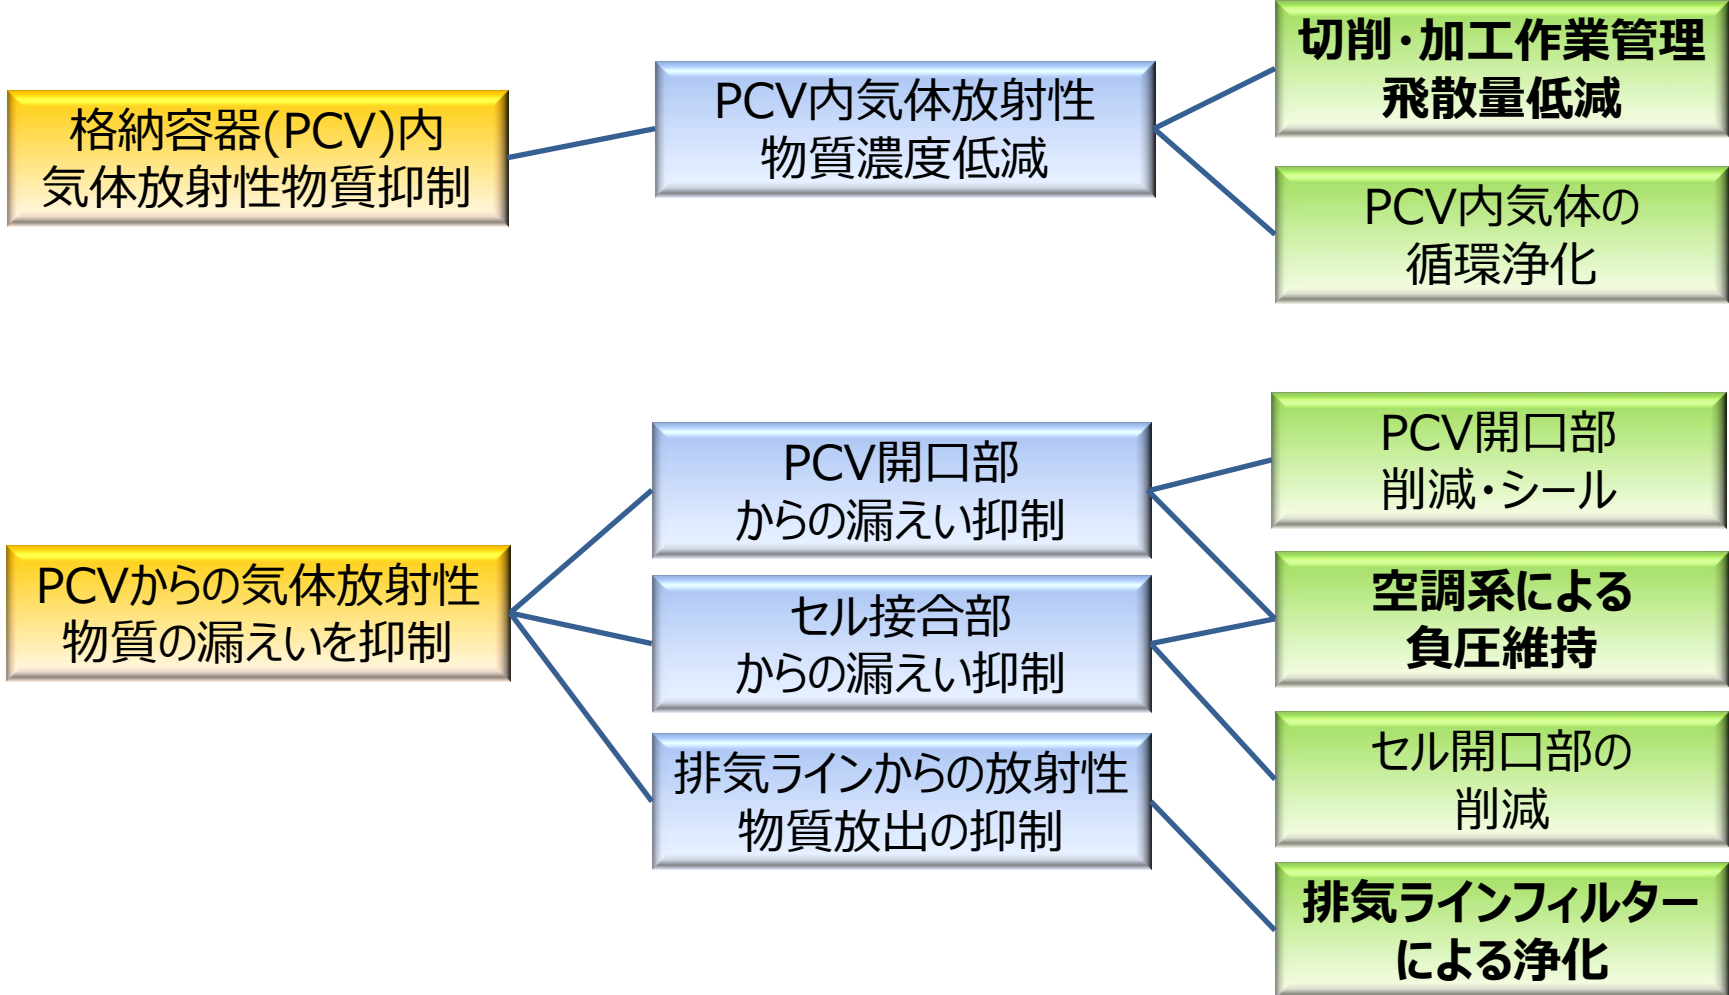 格納容器(PCV)内
気体放射性物質抑制
PCV内気体放射性
物質濃度低減
切削・加工作業管理
飛散量低減
PCV内気体の
循環浄化
PCVからの気体放射性
物質の漏えいを抑制
PCV開口部
からの漏えい抑制
セル接合部
からの漏えい抑制
排気ラインからの放射性
物質放出の抑制
PCV開口部
削減・シール
空調系による
負圧維持
セル開口部の
削減
排気ラインフィルター
による浄化